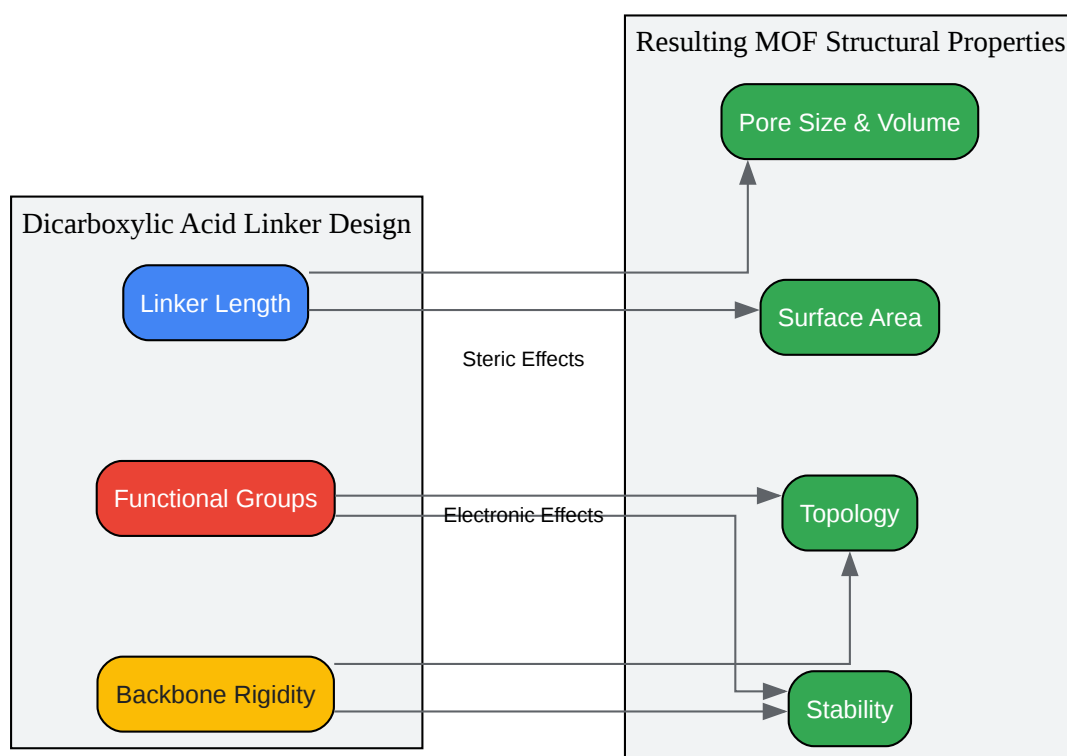 Resulting MOF Structural Properties
Pore Size & Volume
Dicarboxylic Acid Linker Design
Linker Length
Surface Area
Steric Effects
Functional Groups
Electronic Effects
Topology
Backbone Rigidity
Stability